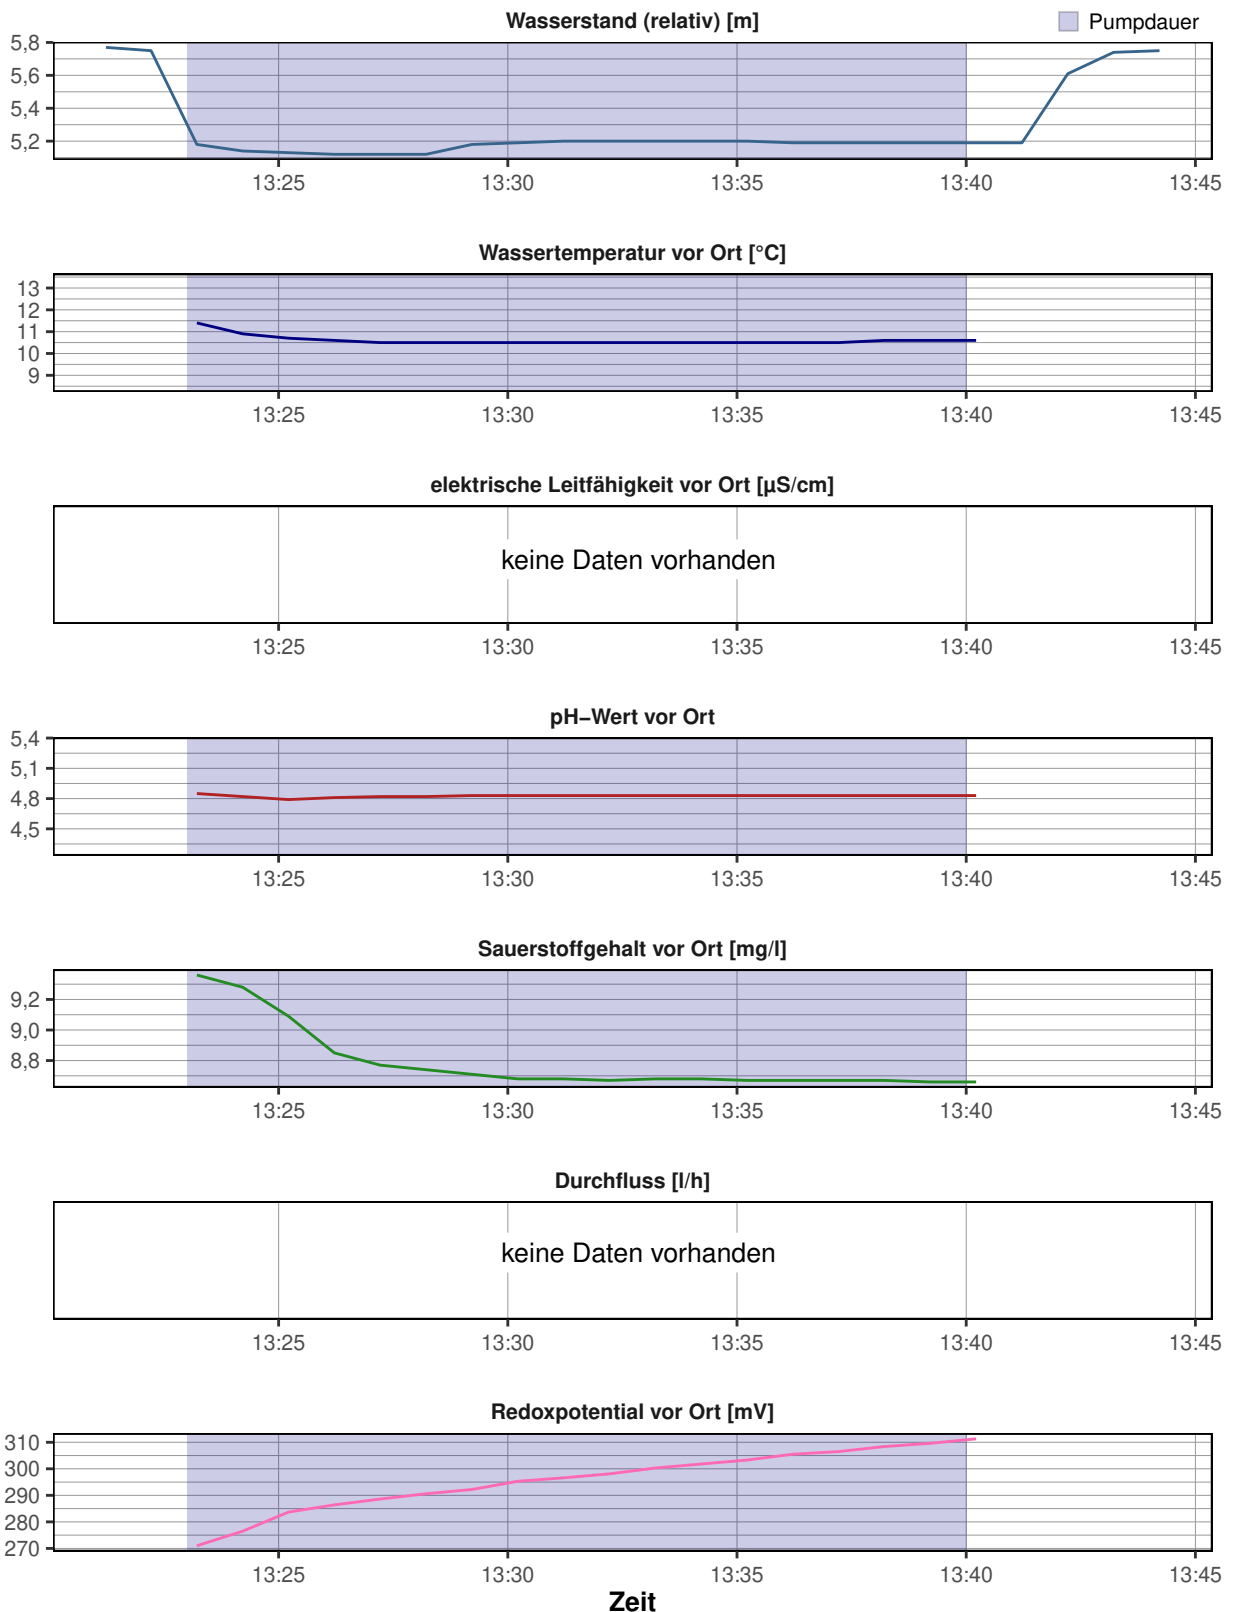 Wasserstand (relativ) [m]
Pumpdauer
5,8
5,6
5,4
5,2
13:25 13:30 13:35 13:40 13:45
Wassertemperatur vor Ort [°C]
13
12
11
10
9
13:25 13:30 13:35 13:40 13:45
elektrische Leitfähigkeit vor Ort [µS/cm]
keine Daten vorhanden
13:25 13:30 13:35 13:40 13:45
pH−Wert vor Ort
5,4
5,1
4,8
4,5
13:25 13:30 13:35 13:40 13:45
Sauerstoffgehalt vor Ort [mg/l]
9,2
9,0
8,8
13:25 13:30 13:35 13:40 13:45
Durchfluss [l/h]
keine Daten vorhanden
13:25 13:30 13:35 13:40 13:45
Redoxpotential vor Ort [mV]
310
300
290
280
270
13:25 13:30 13:35 13:40 13:45
Zeit